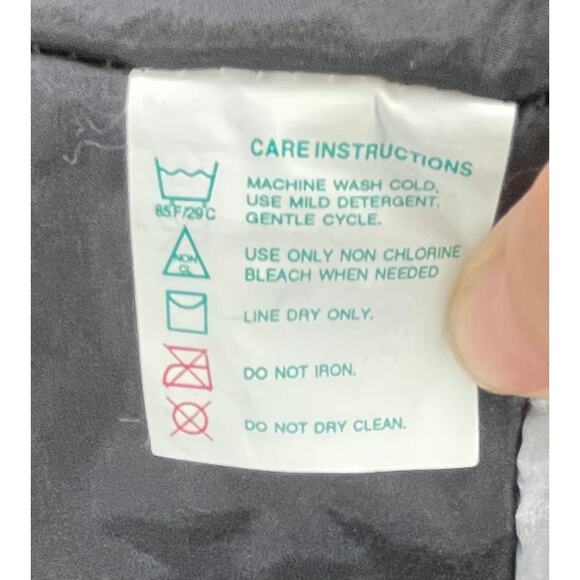 CARE INSTRUCTIONS
85F/29°C
MACHINE WASH COLD,
USE MILD DETERGENT,
GENTLE CYCLE.
NON
CL
USE ONLY NON CHLORINE
BLEACH WHEN NEEDED
LINE DRY ONLY.
DO NOT IRON.
DO NOT DRY CLEAN.